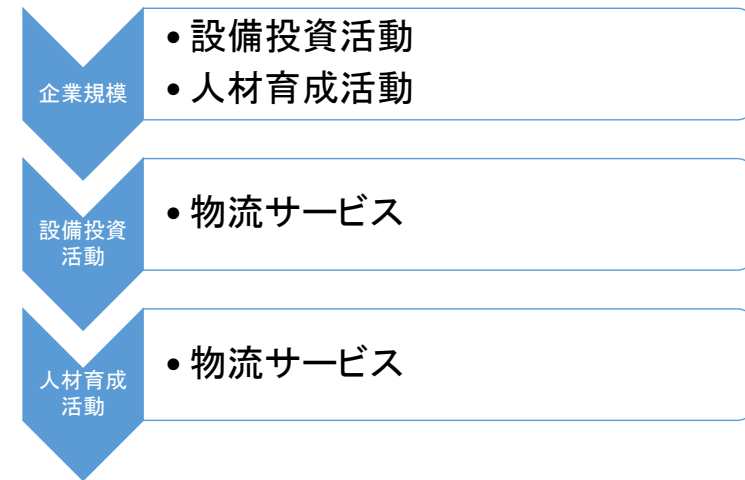 企業規模
• 設備投資活動
• 人材育成活動
設備投資
活動
• 物流サービス
人材育成
活動
• 物流サービス